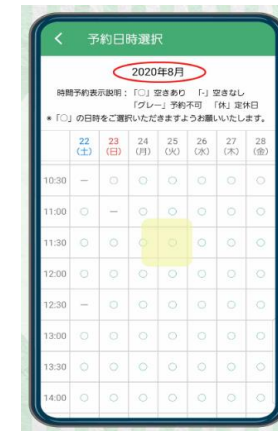 予約日時選択
2020年8月
時間予約表示説明：「○」空きあり 「-」空きなし
「グレー」予約不可 「休」定休日
＊「○」の日時をご選択いただきますようお願いいたします。
22 23 24 25 26 27 28
(土) (日) (月) (火) (水) (木) (金)
10:30 － ○ ○ ○ ○ ○ ○
11:00 ○ － ○ ○ ○ ○ ○
11:30 ○ ○ ○ ○ ○ ○ ○
12:00 ○ ○ ○ ○ ○ ○ ○
12:30 － ○ ○ ○ ○ ○ ○
13:00 ○ ○ ○ ○ ○ ○ ○
13:30 ○ ○ ○ ○ ○ ○ ○
14:00 ○ ○ ○ ○ ○ ○ ○